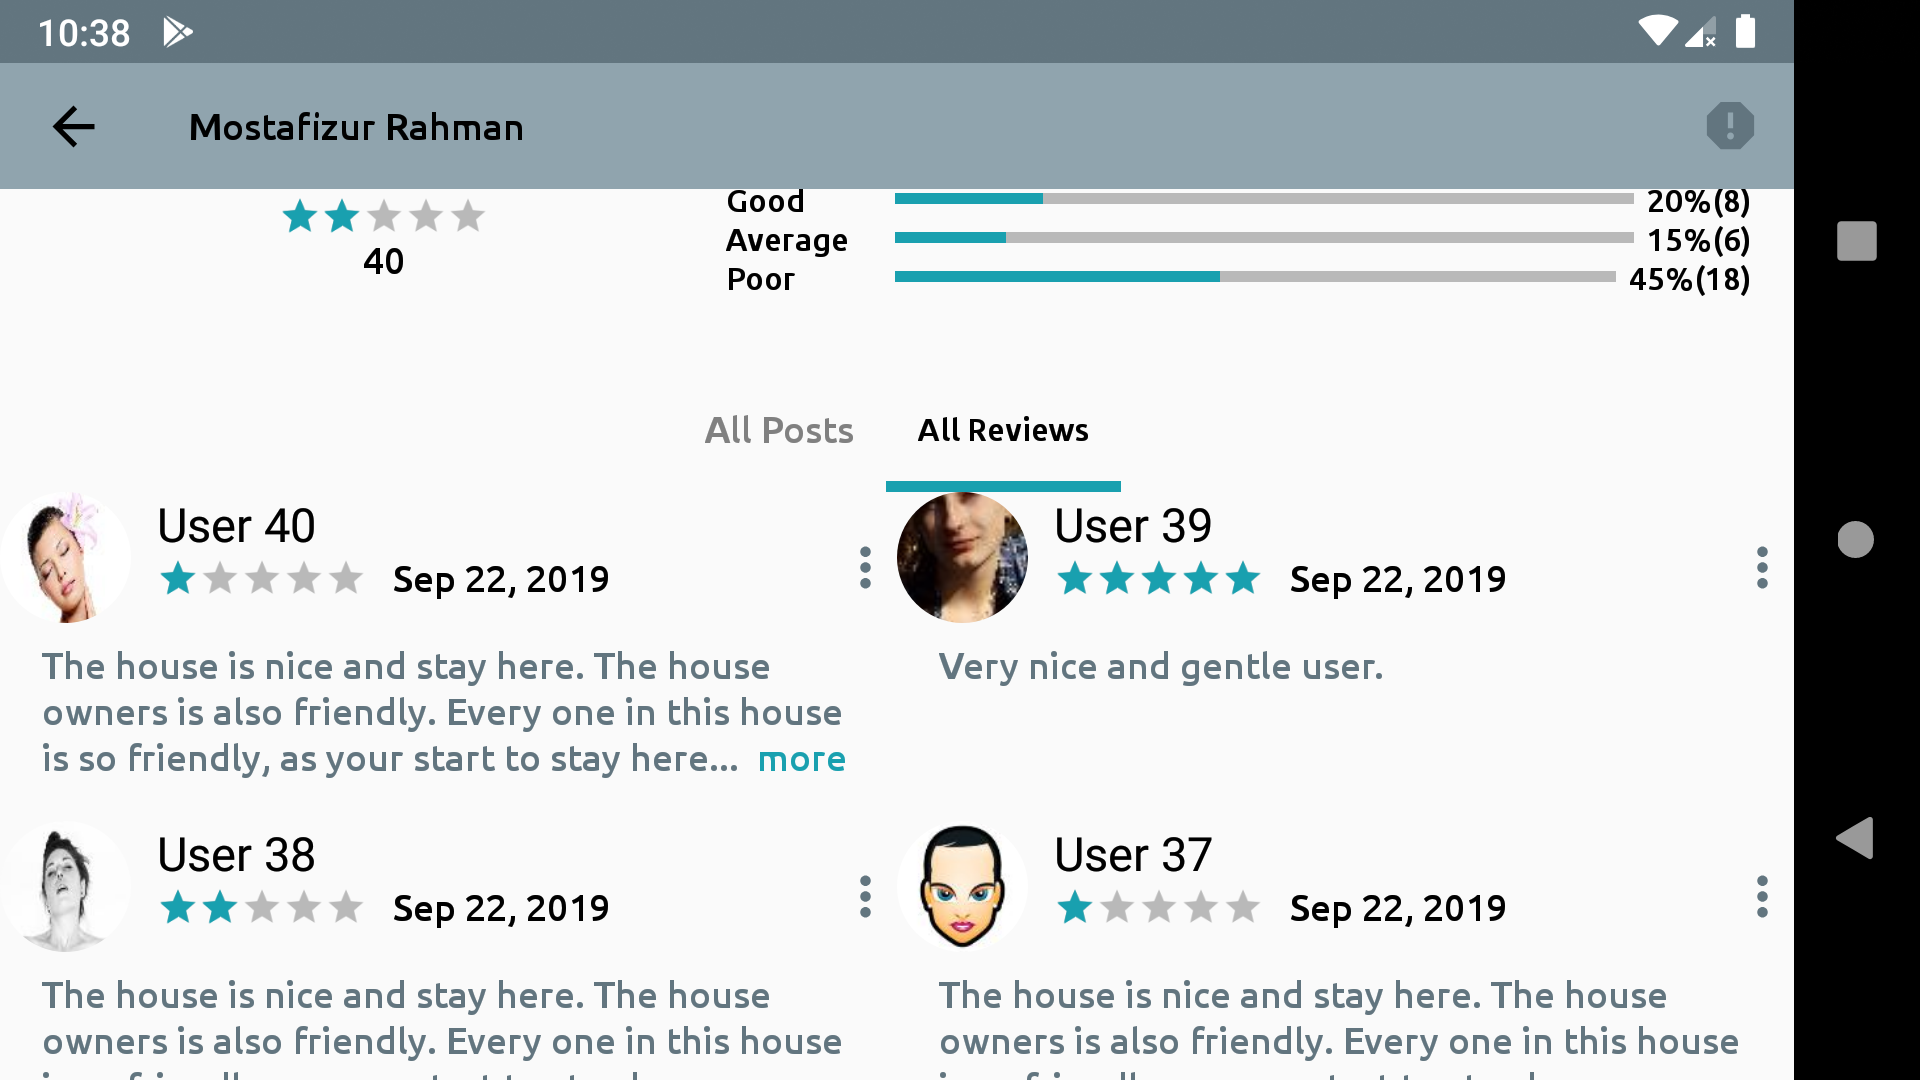 10:38
Mostafizur Rahman
Good 20%(8)
40
Average 15%(6)
Poor 45%(18)
All Posts All Reviews
User 40
Sep 22, 2019
The house is nice and stay here. The house
owners is also friendly. Every one in this house
is so friendly, as your start to stay here... more
User 39
Sep 22, 2019
Very nice and gentle user.
User 38
Sep 22, 2019
The house is nice and stay here. The house
owners is also friendly. Every one in this house
User 37
Sep 22, 2019
The house is nice and stay here. The house
owners is also friendly. Every one in this house